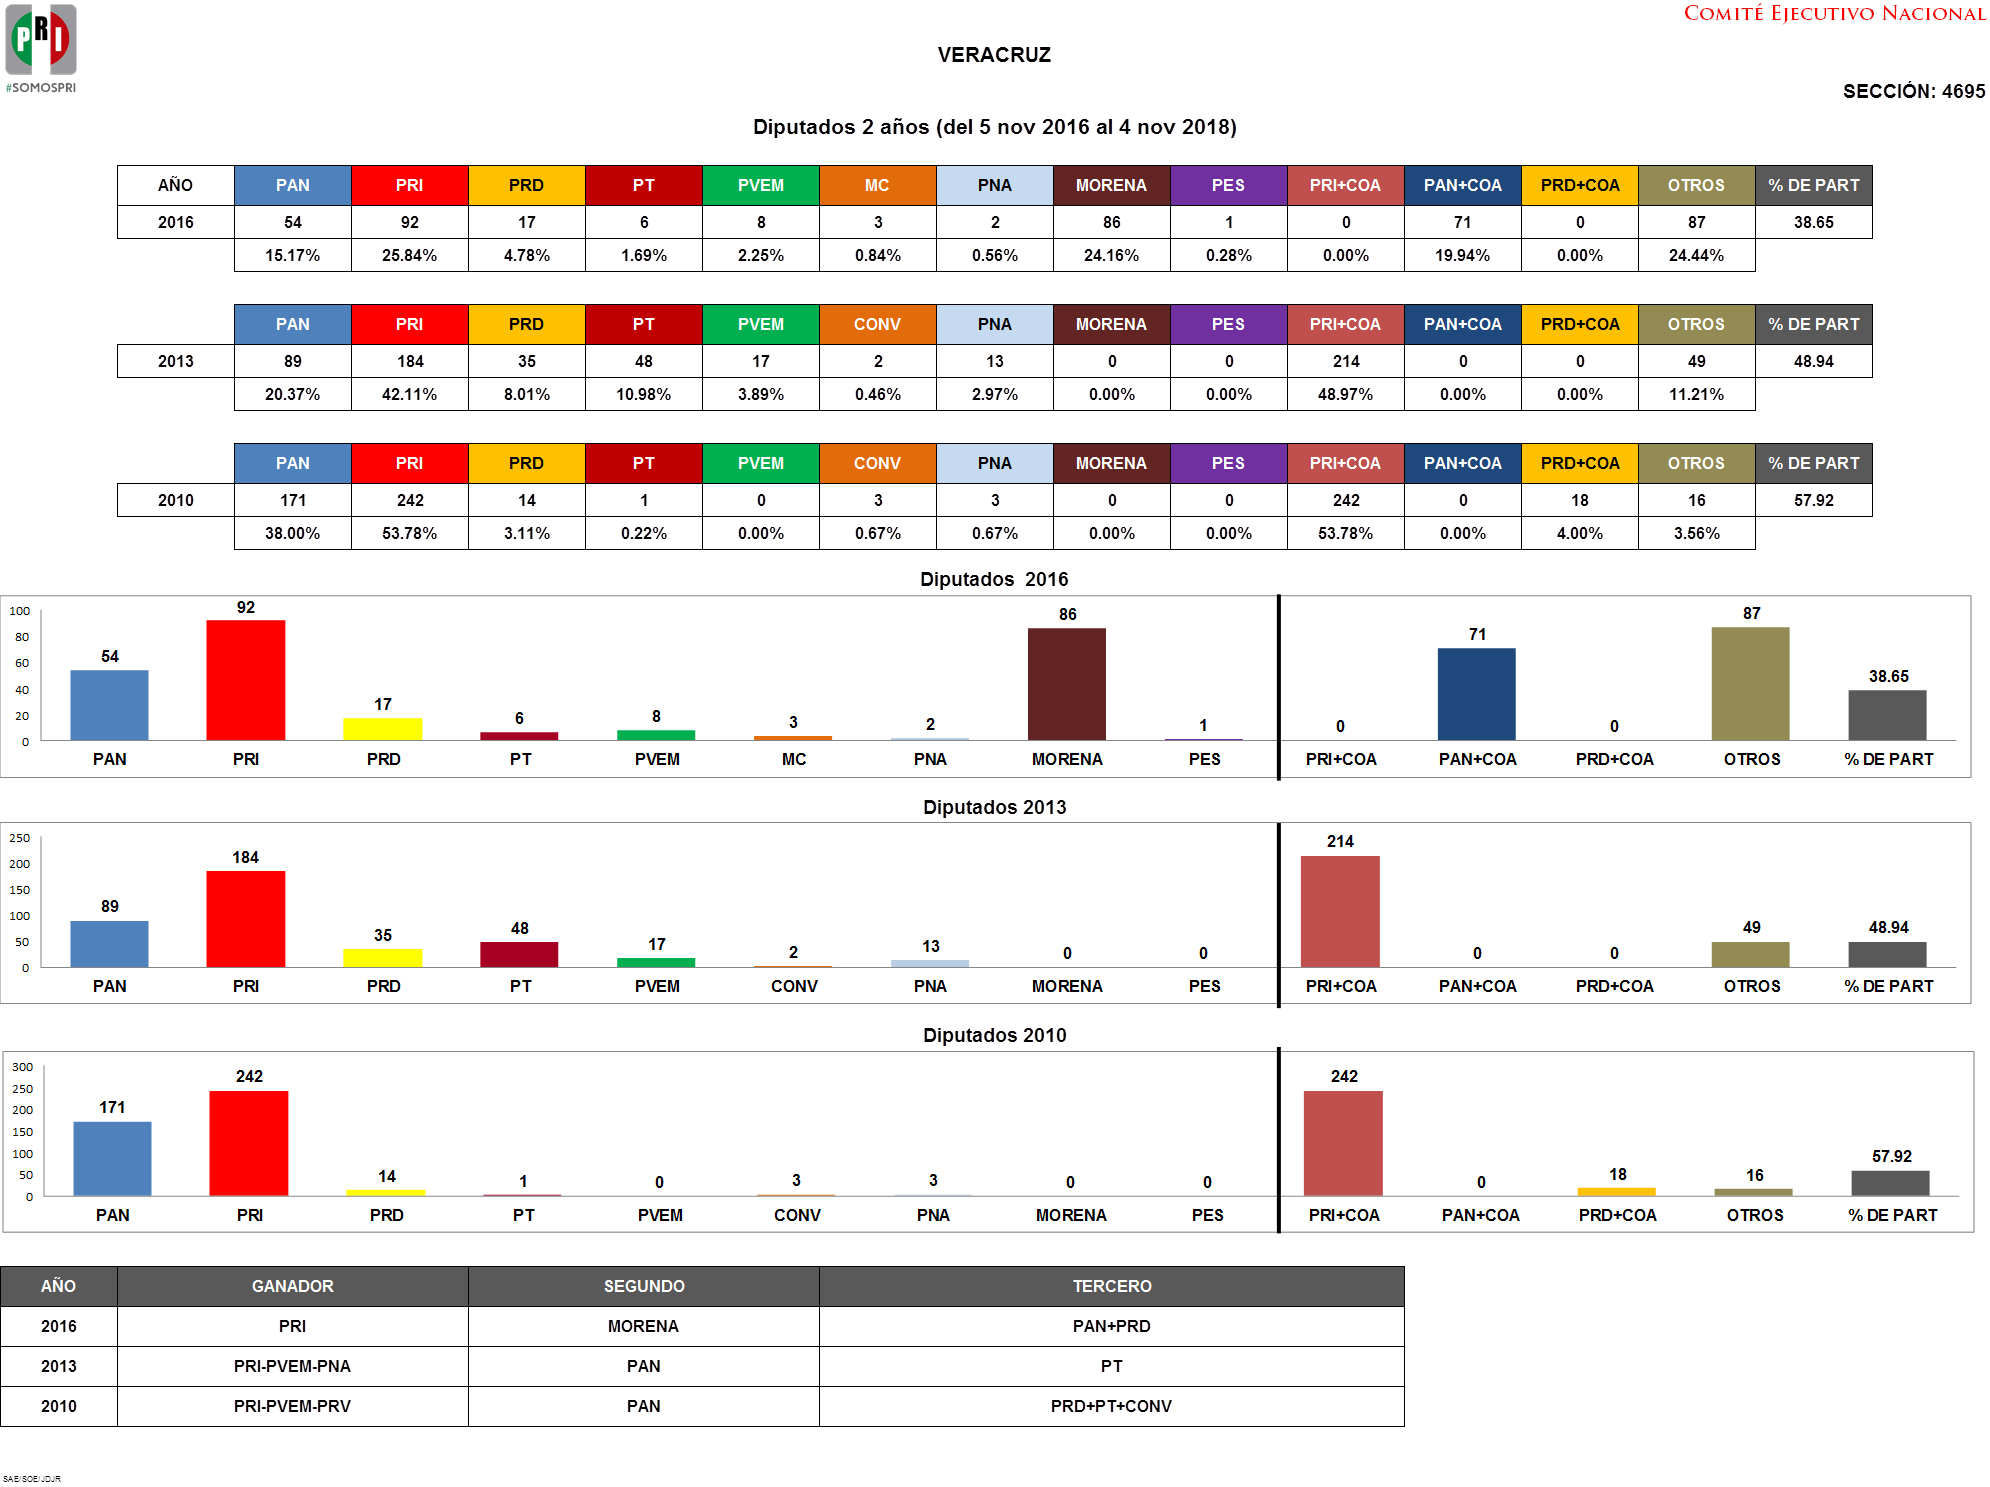 PRI
#SOMOSPRI
COMITÉ EJECUTIVO NACIONAL
VERACRUZ
SECCIÓN: 4695
Diputados 2 años (del 5 nov 2016 al 4 nov 2018)
AÑO PAN PRI PRD PT PVEM MC PNA MORENA PES PRI+COA PAN+COA PRD+COA OTROS % DE PART
2016 54 92 17 6 8 3 2 86 1 0 71 0 87 38.65
15.17% 25.84% 4.78% 1.69% 2.25% 0.84% 0.56% 24.16% 0.28% 0.00% 19.94% 0.00% 24.44%
PAN PRI PRD PT PVEM CONV PNA MORENA PES PRI+COA PAN+COA PRD+COA OTROS % DE PART
2013 89 184 35 48 17 2 13 0 0 214 0 0 49 48.94
20.37% 42.11% 8.01% 10.98% 3.89% 0.46% 2.97% 0.00% 0.00% 48.97% 0.00% 0.00% 11.21%
PAN PRI PRD PT PVEM CONV PNA MORENA PES PRI+COA PAN+COA PRD+COA OTROS % DE PART
2010 171 242 14 1 0 3 3 0 0 242 0 18 16 57.92
38.00% 53.78% 3.11% 0.22% 0.00% 0.67% 0.67% 0.00% 0.00% 53.78% 0.00% 4.00% 3.56%
Diputados 2016
100
80
60
40
20
0
54 92 17 6 8 3 2 86 1 0 71 0 87 38.65
PAN PRI PRD PT PVEM MC PNA MORENA PES PRI+COA PAN+COA PRD+COA OTROS % DE PART
Diputados 2013
250
200
150
100
50
0
89 184 35 48 17 2 13 0 0 214 0 0 49 48.94
PAN PRI PRD PT PVEM CONV PNA MORENA PES PRI+COA PAN+COA PRD+COA OTROS % DE PART
Diputados 2010
300
250
200
150
100
50
0
171 242 14 1 0 3 3 0 0 242 0 18 16 57.92
PAN PRI PRD PT PVEM CONV PNA MORENA PES PRI+COA PAN+COA PRD+COA OTROS % DE PART
AÑO GANADOR SEGUNDO TERCERO
2016 PRI MORENA PAN+PRD
2013 PRI-PVEM-PNA PAN PT
2010 PRI-PVEM-PRV PAN PRD+PT+CONV
SAE/SOE/JDJR